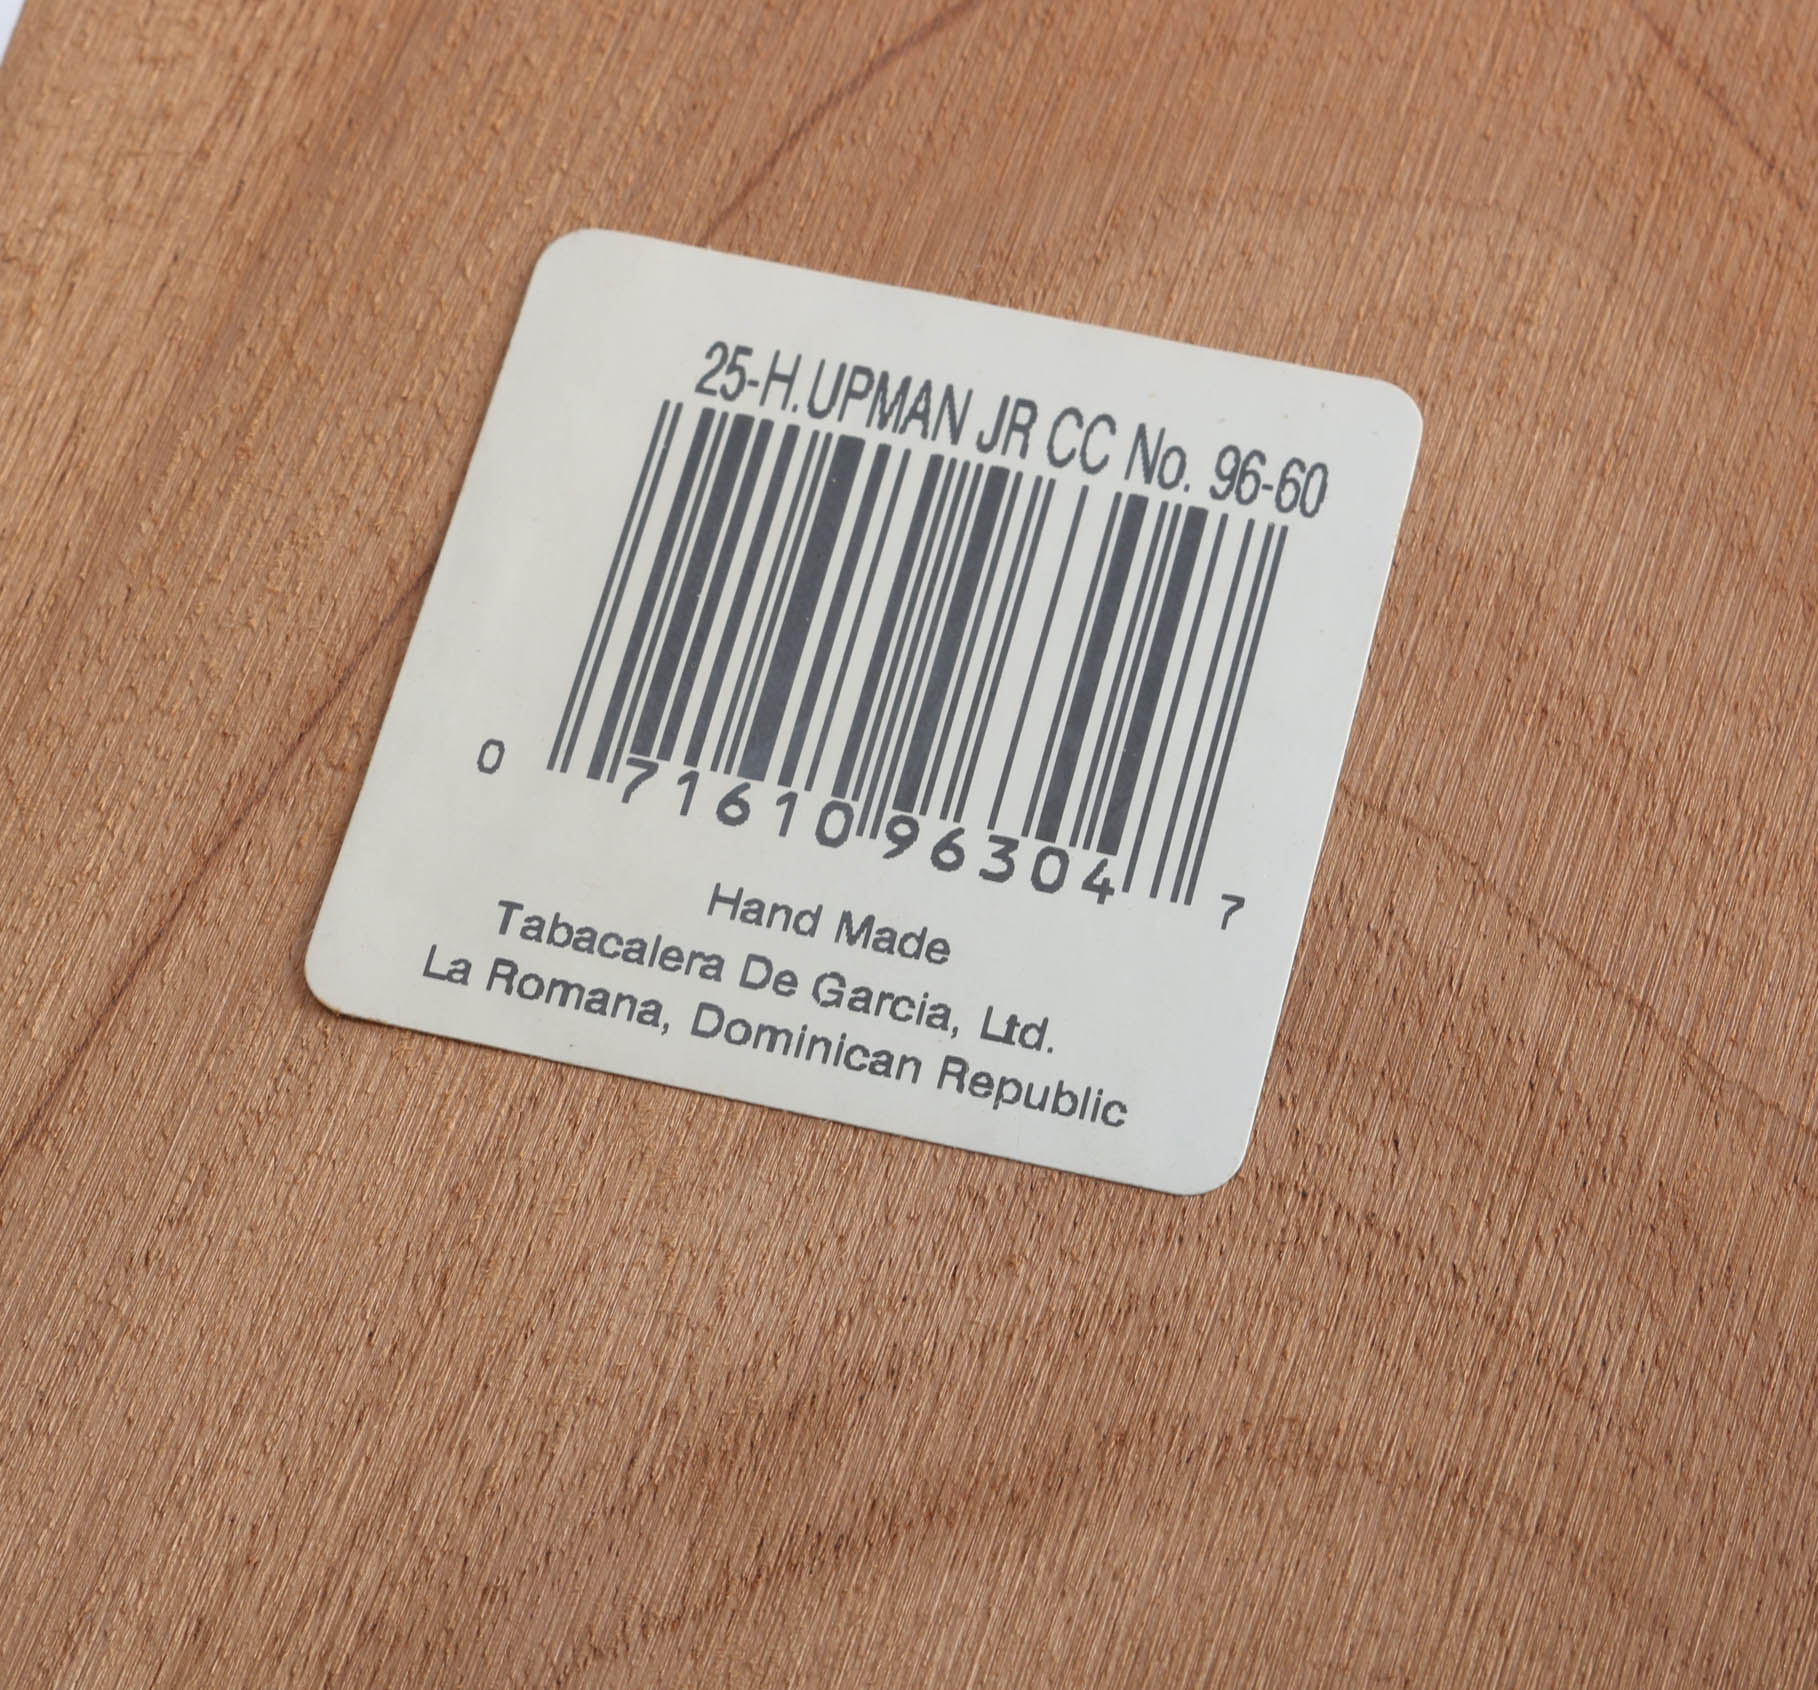 25-H.UPMAN JR CC No. 96-60
0 71610 96304 7
Hand Made
Tabacalera De Garcia, Ltd.
La Romana, Dominican Republic